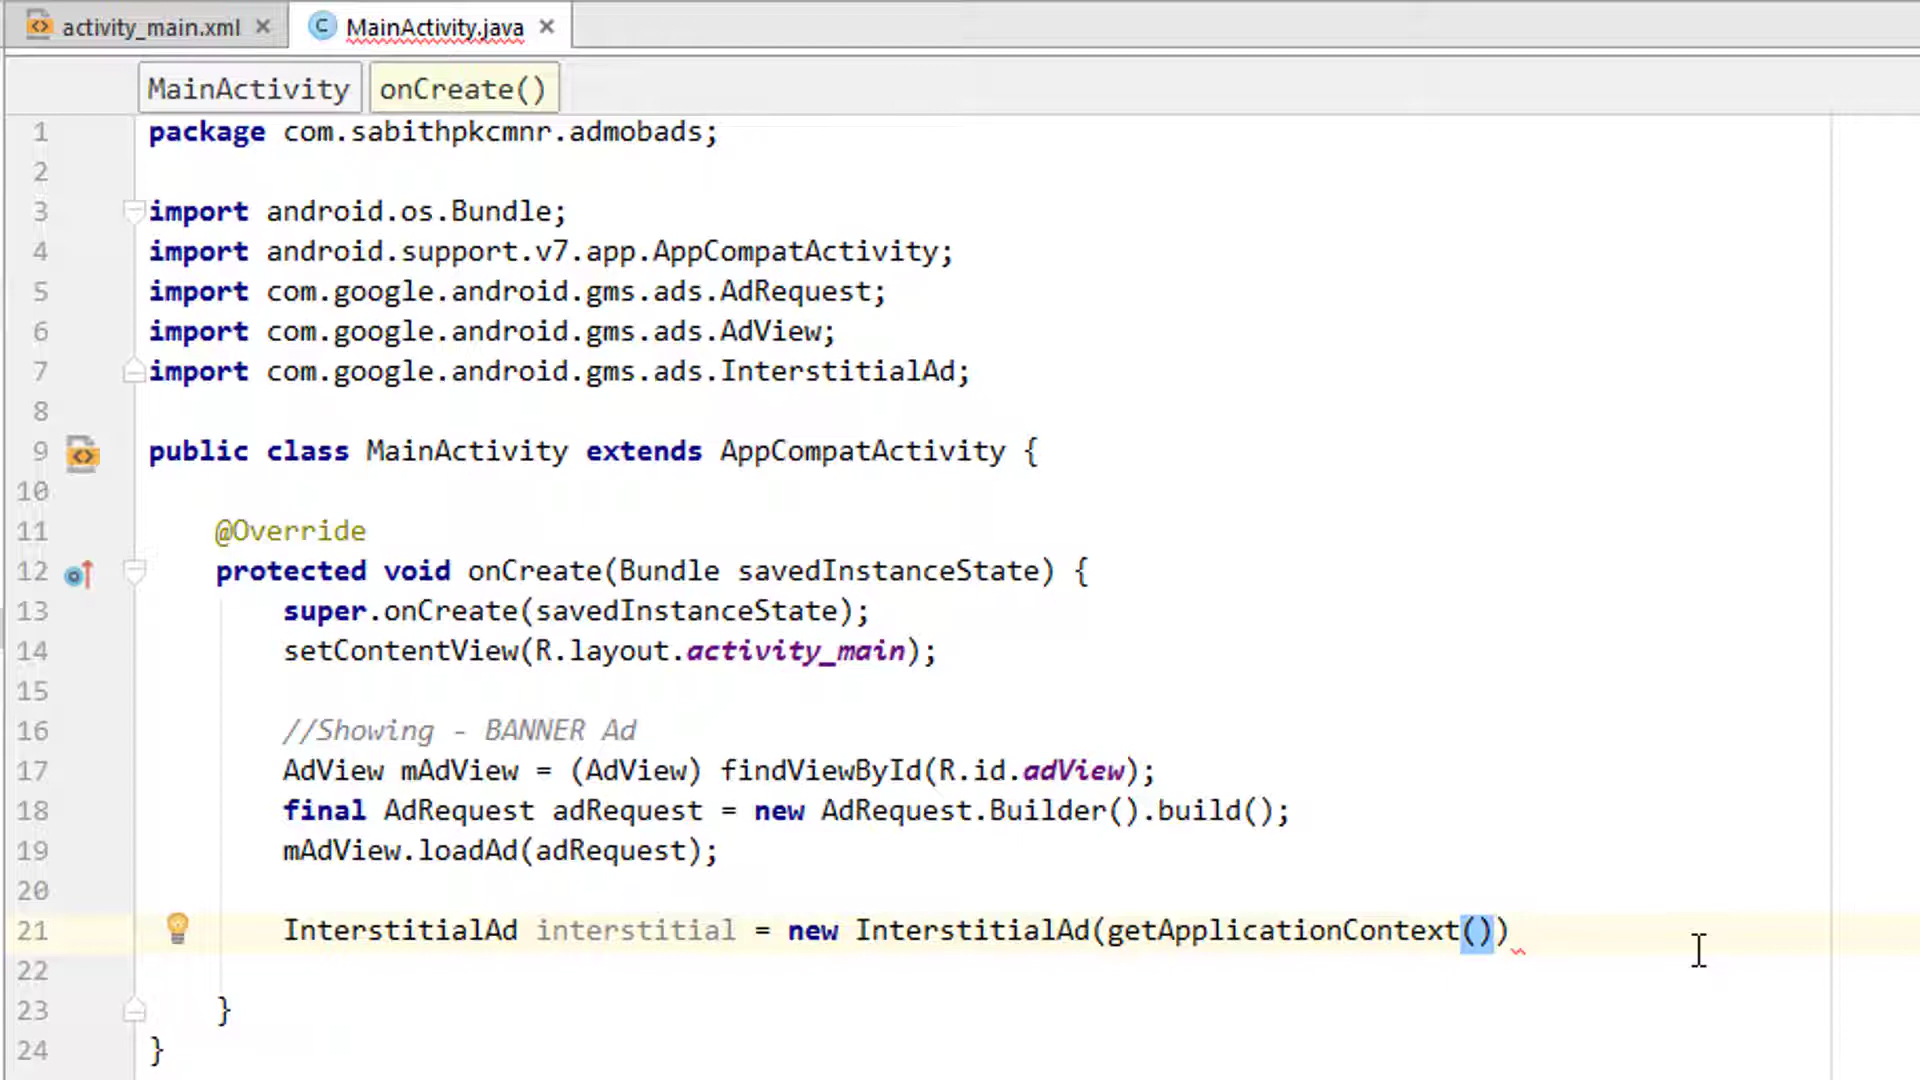 activity_main.xml MainActivity.java
MainActivity onCreate()
1 package com.sabithpkcmnr.admobads;
2
3 import android.os.Bundle;
4 import android.support.v7.app.AppCompatActivity;
5 import com.google.android.gms.ads.AdRequest;
6 import com.google.android.gms.ads.AdView;
7 import com.google.android.gms.ads.InterstitialAd;
8
9 public class MainActivity extends AppCompatActivity {
10
11 @Override
12 protected void onCreate(Bundle savedInstanceState) {
13 super.onCreate(savedInstanceState);
14 setContentView(R.layout.activity_main);
15
16 //Showing - BANNER Ad
17 AdView mAdView = (AdView) findViewById(R.id.adView);
18 final AdRequest adRequest = new AdRequest.Builder().build();
19 mAdView.loadAd(adRequest);
20
21 InterstitialAd interstitial = new InterstitialAd(getApplicationContext())
22
23 }
24 }